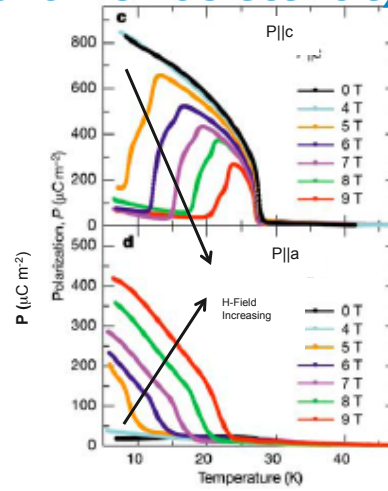 c
P||c
800
600
400
200
0
0 T
4 T
5 T
6 T
7 T
8 T
9 T
Polarization, P (μC m⁻²)
P (μC m⁻²)
d
P||a
500
400
300
200
100
0
H-Field
Increasing
0 T
4 T
5 T
6 T
7 T
8 T
9 T
10
20
30
40
Temperature (K)